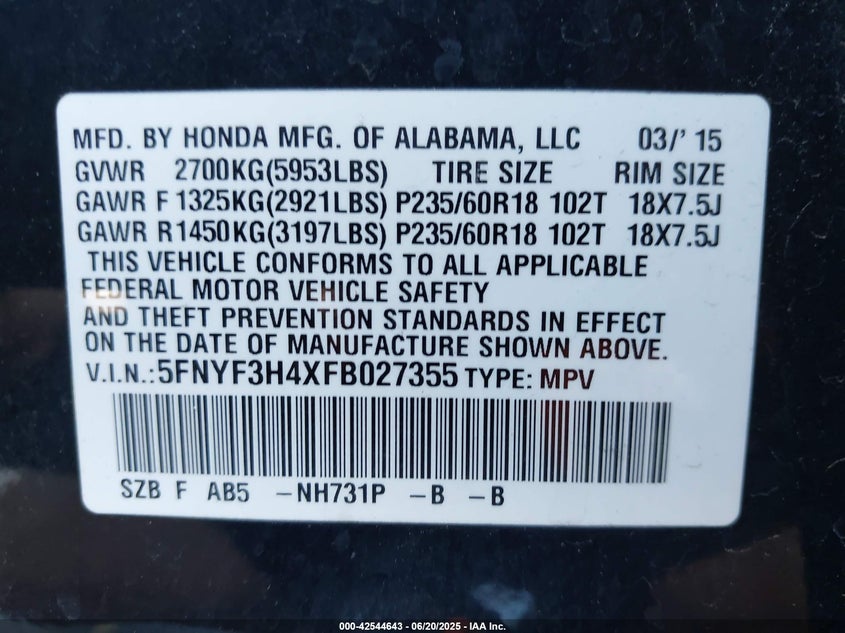 MFD. BY HONDA MFG. OF ALABAMA, LLC 03/' 15
GVWR 2700KG(5953LBS) TIRE SIZE RIM SIZE
GAWR F 1325KG(2921LBS) P235/60R18 102T 18X7.5J
GAWR R1450KG(3197LBS) P235/60R18 102T 18X7.5J
THIS VEHICLE CONFORMS TO ALL APPLICABLE
FEDERAL MOTOR VEHICLE SAFETY
AND THEFT PREVENTION STANDARDS IN EFFECT
ON THE DATE OF MANUFACTURE SHOWN ABOVE.
V.I.N.:5FNYF3H4XFB027355 TYPE: MPV
SZB F AB5 -NH731P -B -B
000-42544643 - 06/20/2025 - IAA Inc.